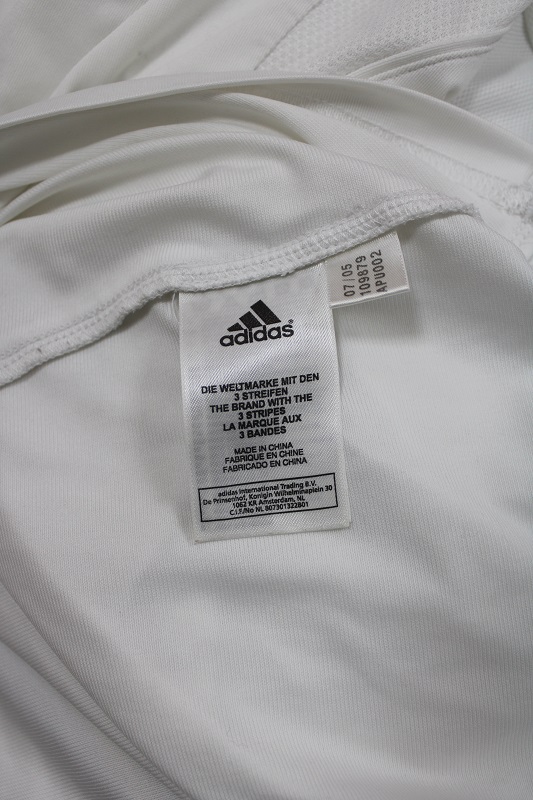 adidas®
DIE WELTMARKE MIT DEN
3 STREIFEN
THE BRAND WITH THE
3 STRIPES
LA MARQUE AUX
3 BANDES
MADE IN CHINA
FABRIQUE EN CHINE
FABRICADO EN CHINA
adidas International Trading B.V.
De Prinsenhof, Konigin Wilhelminaplein 30
1062 KR Amsterdam, NL
C.I.F./No NL 807301322B01
07/05
109879
APU002